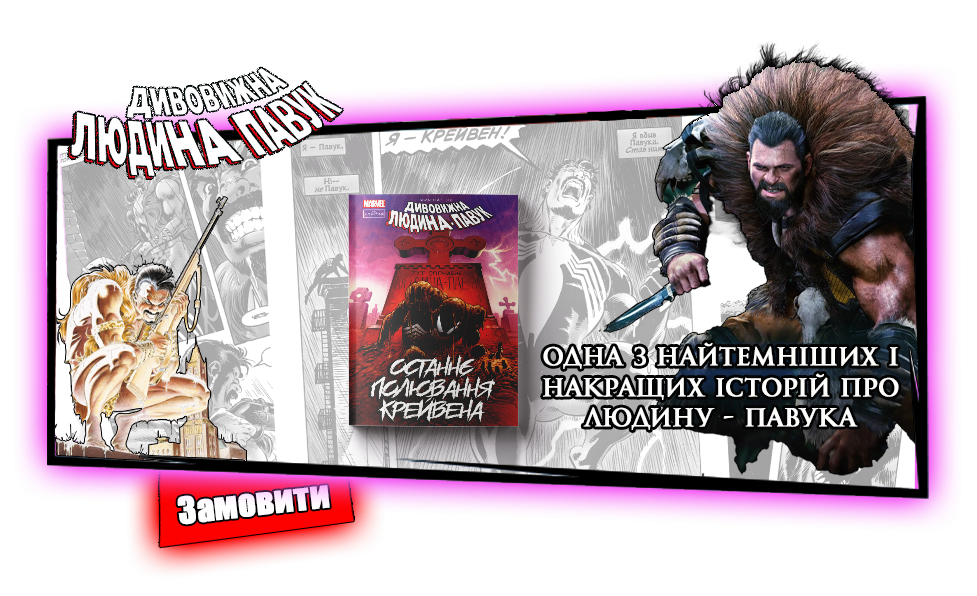 ДИВОВИЖНА
ЛЮДИНА-ПАВУК
Я — Павук.
Ні—
не Павук.
Я — КРЕЙВЕН!
Я вбив
Павука.
MARVEL
ДИВОВИЖНА
ЛЮДИНА-ПАВУК
ОСТАННЄ
ПОЛЮВАННЯ
КРЕЙВЕНА
ОДНА З НАЙТЕМНІШИХ І
НАКРАЩИХ ІСТОРІЙ ПРО
ЛЮДИНУ - ПАВУКА
Замовити